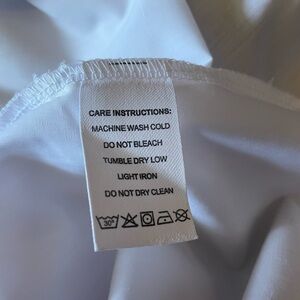 CARE INSTRUCTIONS:
MACHINE WASH COLD
DO NOT BLEACH
TUMBLE DRY LOW
LIGHT IRON
DO NOT DRY CLEAN
30°